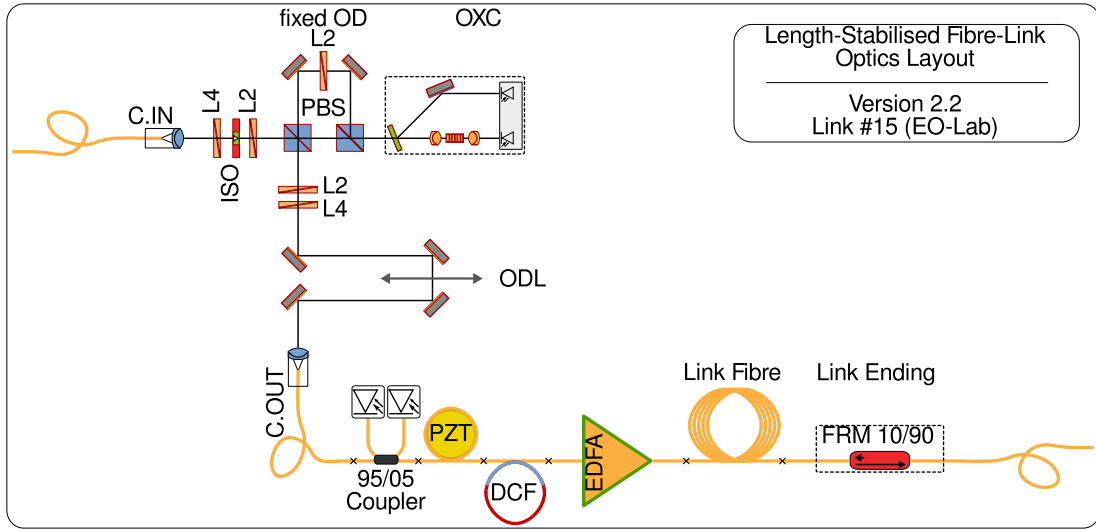 fixed OD
OXC
L2
Length-Stabilised Fibre-Link
Optics Layout
Version 2.2
Link #15 (EO-Lab)
C.IN
L4
L2
PBS
ISO
L2
L4
ODL
C.OUT
Link Fibre
Link Ending
PZT
FRM 10/90
EDFA
95/05
Coupler
DCF